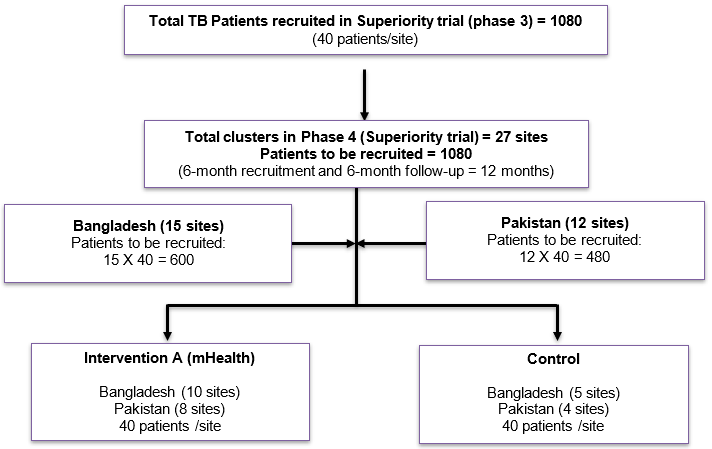 Total TB Patients recruited in Superiority trial (phase 3) = 1080
(40 patients/site)
Total clusters in Phase 4 (Superiority trial) = 27 sites
Patients to be recruited = 1080
(6-month recruitment and 6-month follow-up = 12 months)
Bangladesh (15 sites)
Patients to be recruited:
15 X 40 = 600
Pakistan (12 sites)
Patients to be recruited:
12 X 40 = 480
Intervention A (mHealth)
Bangladesh (10 sites)
Pakistan (8 sites)
40 patients /site
Control
Bangladesh (5 sites)
Pakistan (4 sites)
40 patients /site